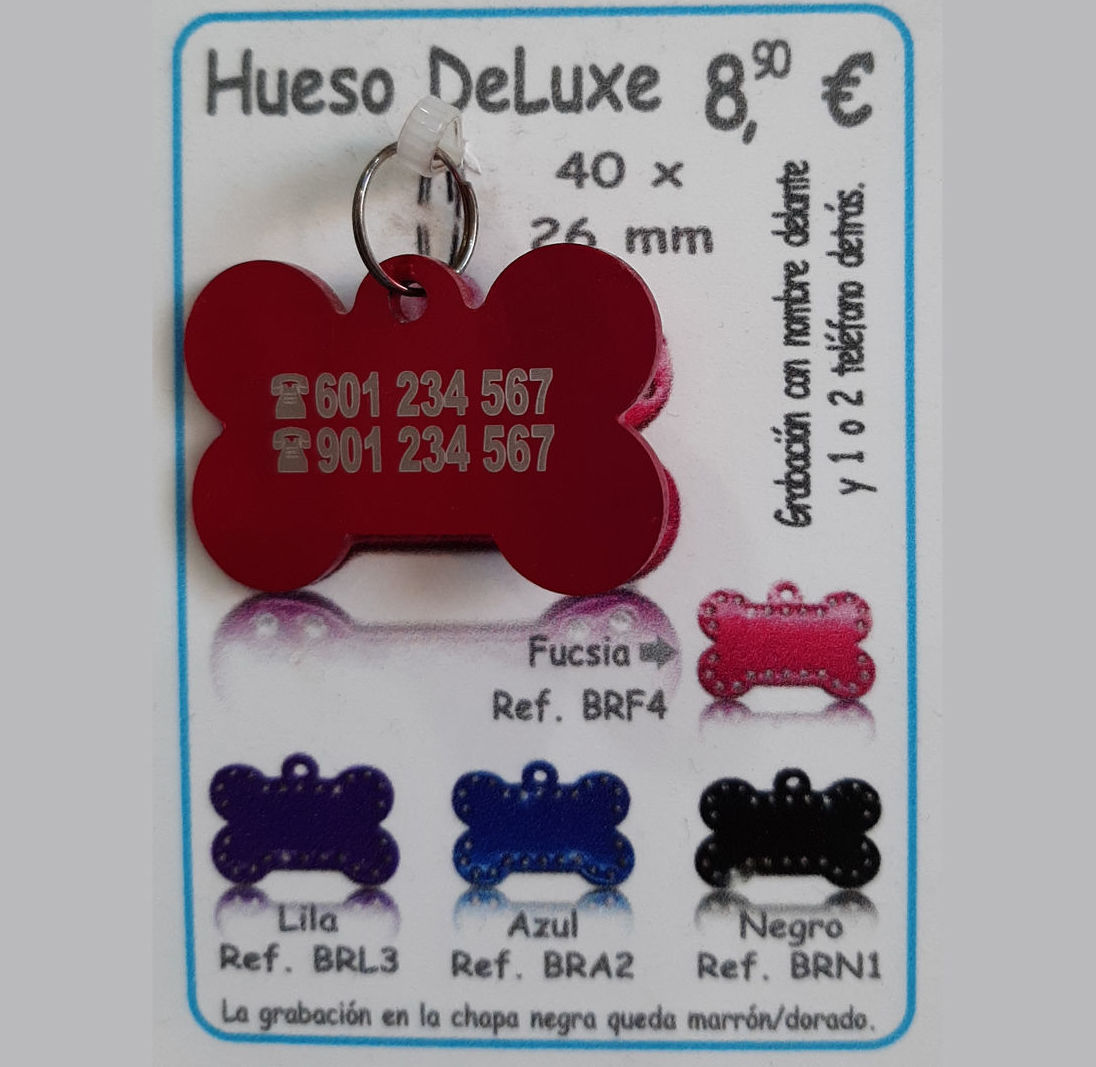 Hueso DeLuxe 8,90 €
40 x
26 mm
Grabación con nombre delante
y 1 o 2 teléfono detrás.
☎601 234 567
☎901 234 567
Fucsia
Ref. BRF4
Lila
Ref. BRL3
Azul
Ref. BRA2
Negro
Ref. BRN1
La grabación en la chapa negra queda marrón/dorado.